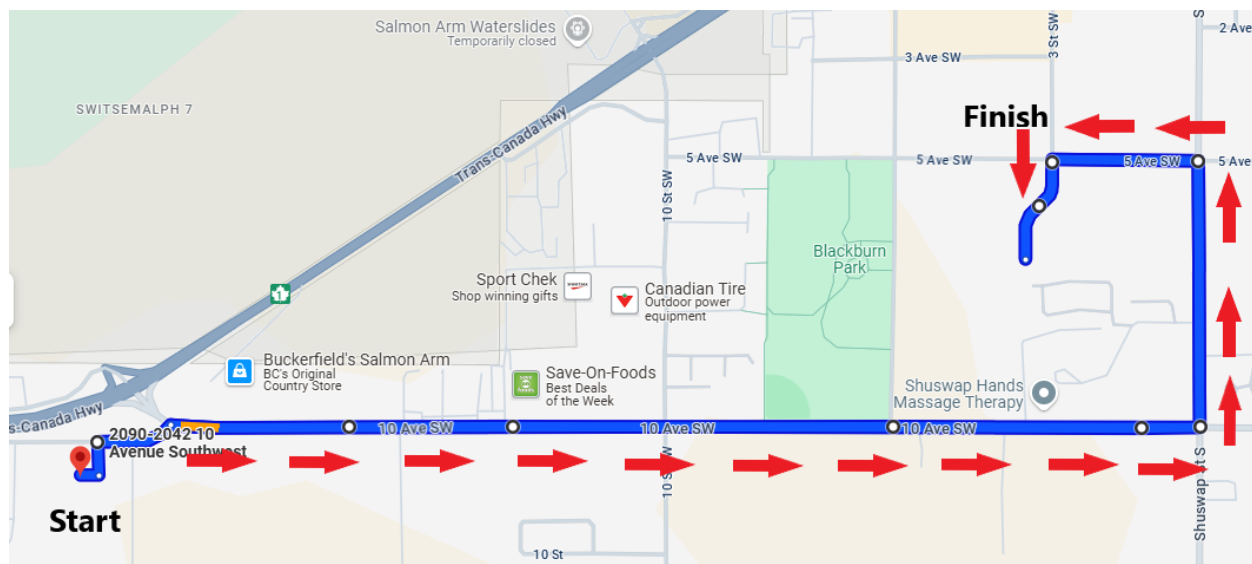 Salmon Arm Waterslides
Temporarily closed
S
2 Ave
3 St SW
3 Ave SW
SWITSEMALPH 7
Trans-Canada Hwy
Finish
5 Ave SW
5 Ave SW
5 Ave SW
5 Ave
10 St SW
Blackburn
Park
1
Sport Chek
Shop winning gifts
SPORTCHEK
Canadian Tire
Outdoor power
equipment
Buckerfield's Salmon Arm
BC's Original
Country Store
Save-On-Foods
Best Deals
of the Week
Shuswap Hands
Massage Therapy
s-Canada Hwy
2090-2042 10
Avenue Southwest
10 Ave SW
10 Ave SW
10 Ave SW
10 St SW
Shuswap St S
Start
10 St